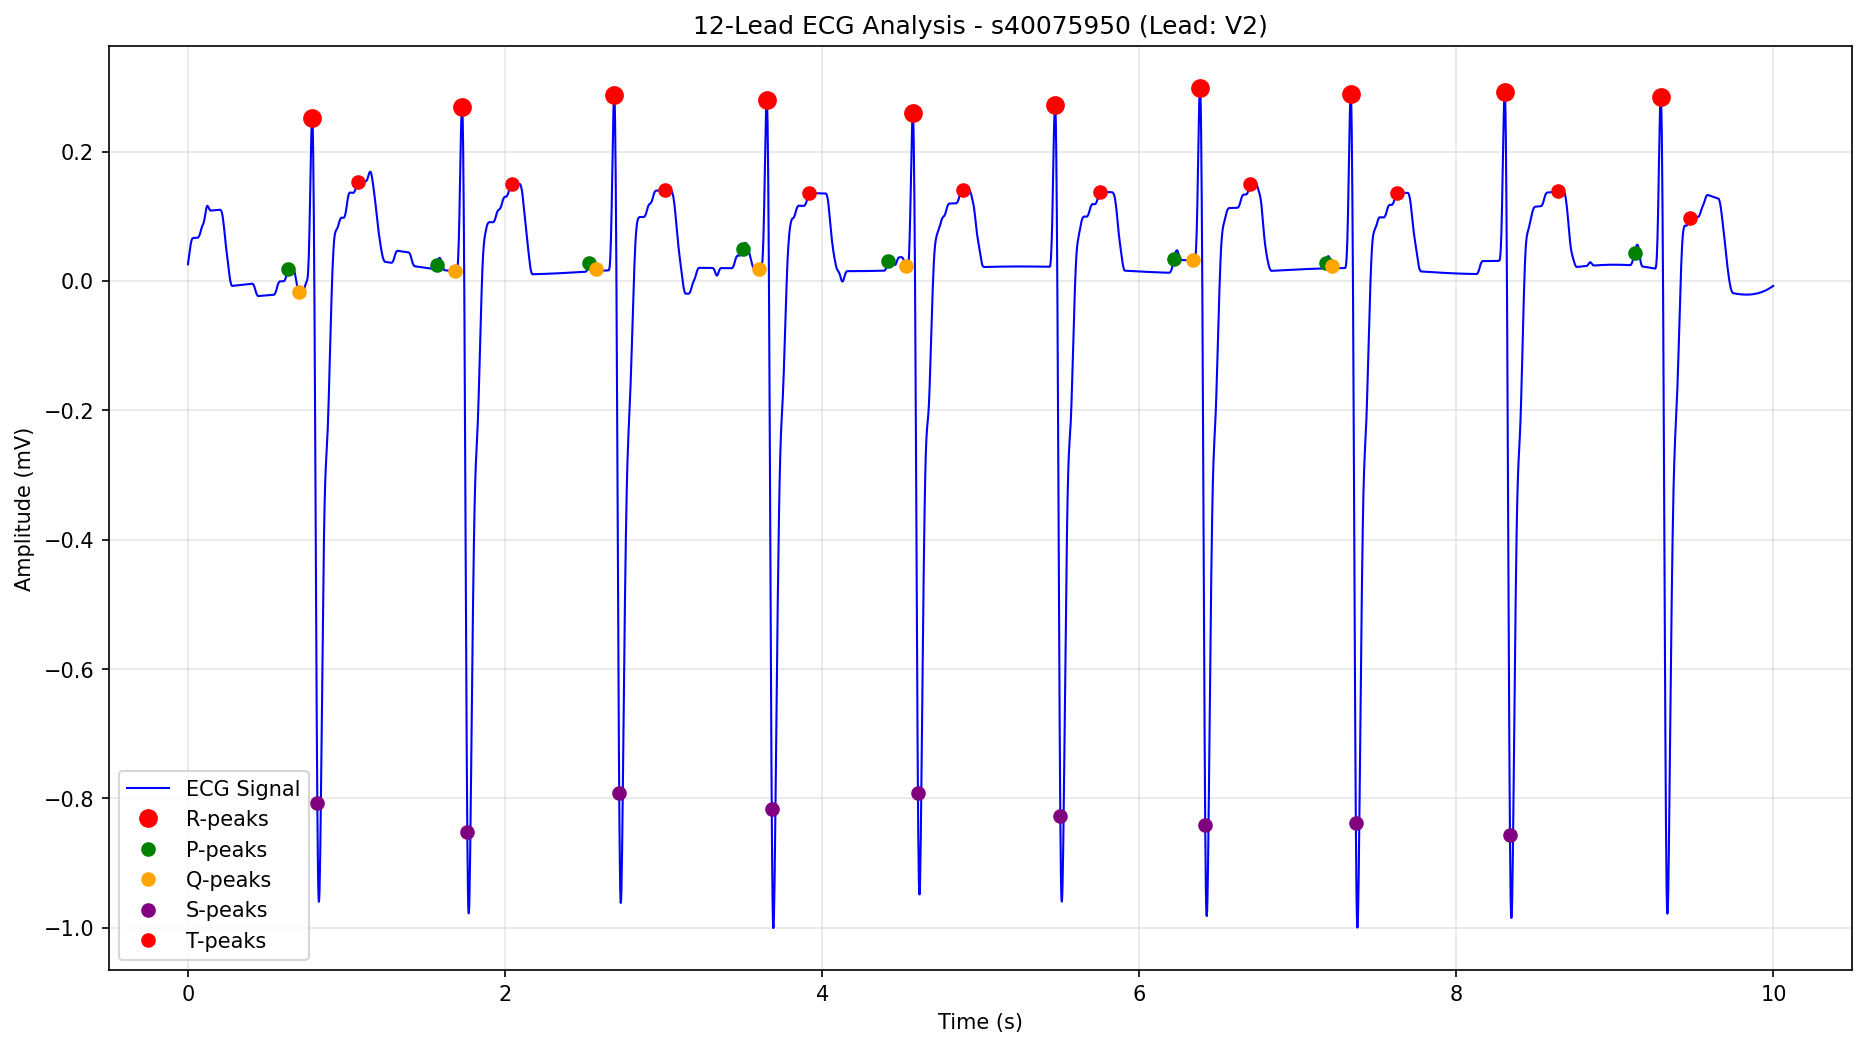 12-Lead ECG Analysis - s40075950 (Lead: V2)
Amplitude (mV)
0.2
0.0
−0.2
−0.4
−0.6
−0.8
−1.0
ECG Signal
R-peaks
P-peaks
Q-peaks
S-peaks
T-peaks
0 2 4 6 8 10
Time (s)